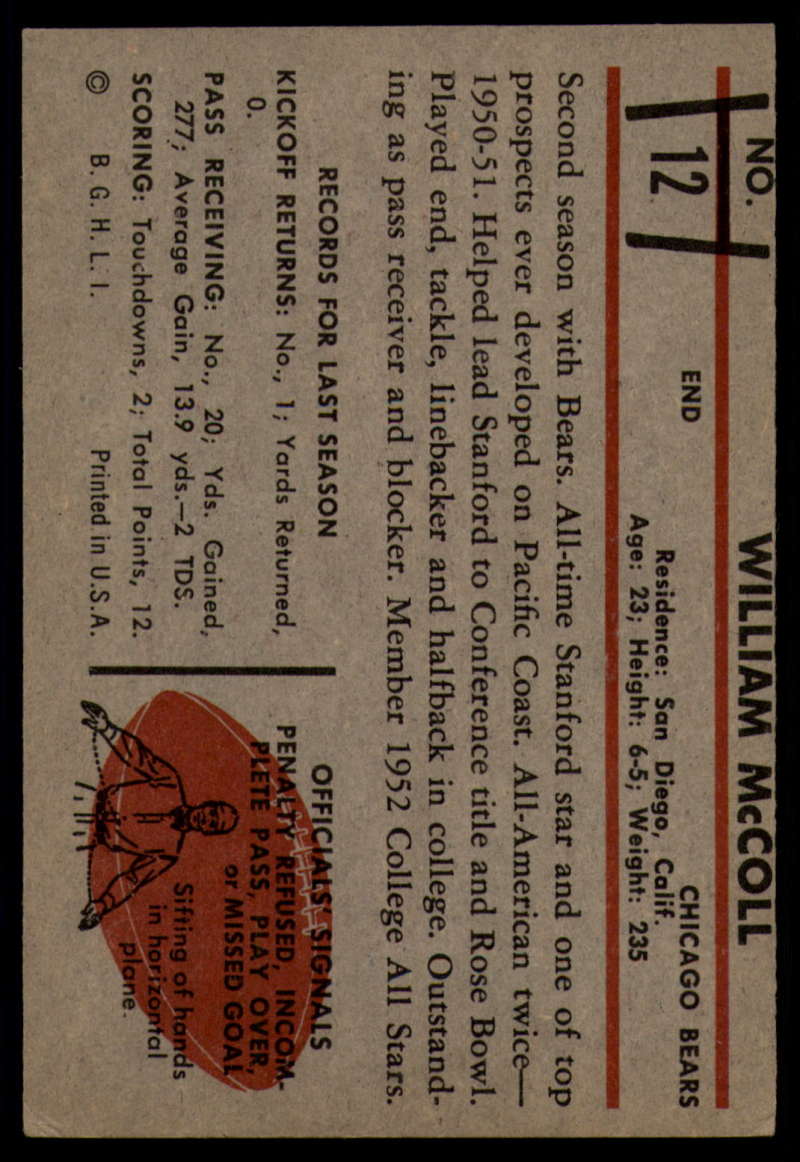 NO. 12
WILLIAM McCOLL
END
CHICAGO BEARS
Residence: San Diego, Calif.
Age: 23; Height: 6-5; Weight: 235
Second season with Bears. All-time Stanford star and one of top
prospects ever developed on Pacific Coast. All-American twice—
1950-51. Helped lead Stanford to Conference title and Rose Bowl.
Played end, tackle, linebacker and halfback in college. Outstand-
ing as pass receiver and blocker. Member 1952 College All Stars.
RECORDS FOR LAST SEASON
KICKOFF RETURNS: No., 1; Yards Returned,
0.
PASS RECEIVING: No., 20; Yds. Gained,
277; Average Gain, 13.9 yds.—2 TDS.
SCORING: Touchdowns, 2; Total Points, 12.
© B. G. H. L. I. Printed in U.S.A.
OFFICIALS' SIGNALS
PENALTY REFUSED, INCOM-
PLETE PASS, PLAY OVER,
or MISSED GOAL
Sifting of hands
in horizontal
plane.